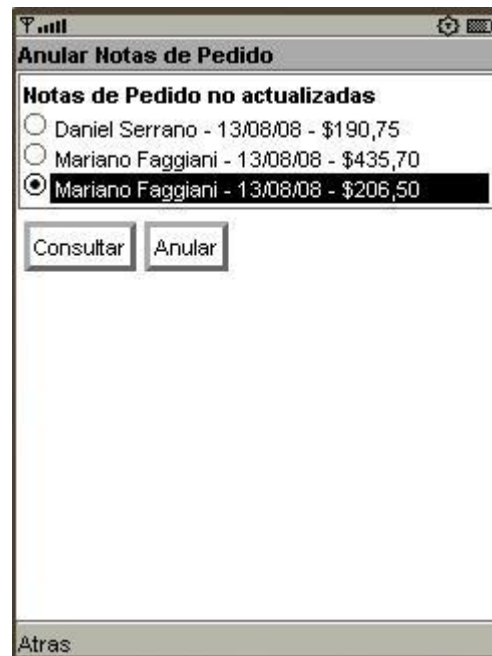 Anular Notas de Pedido
Notas de Pedido no actualizadas
Daniel Serrano - 13/08/08 - $190,75
Mariano Faggiani - 13/08/08 - $435,70
Mariano Faggiani - 13/08/08 - $206,50
Consultar Anular
Atras